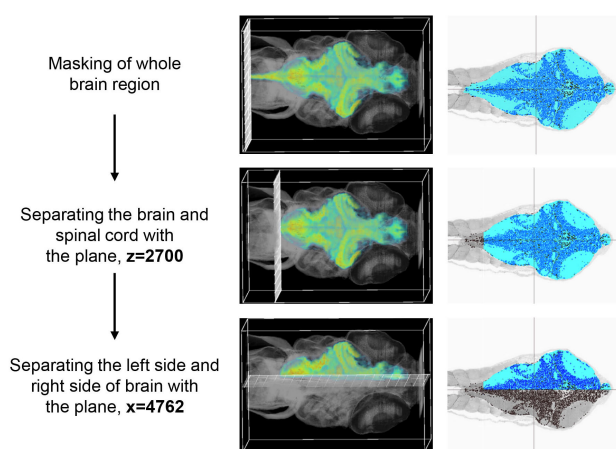 Masking of whole
brain region
Separating the brain and
spinal cord with
the plane, z=2700
Separating the left side and
right side of brain with
the plane, x=4762